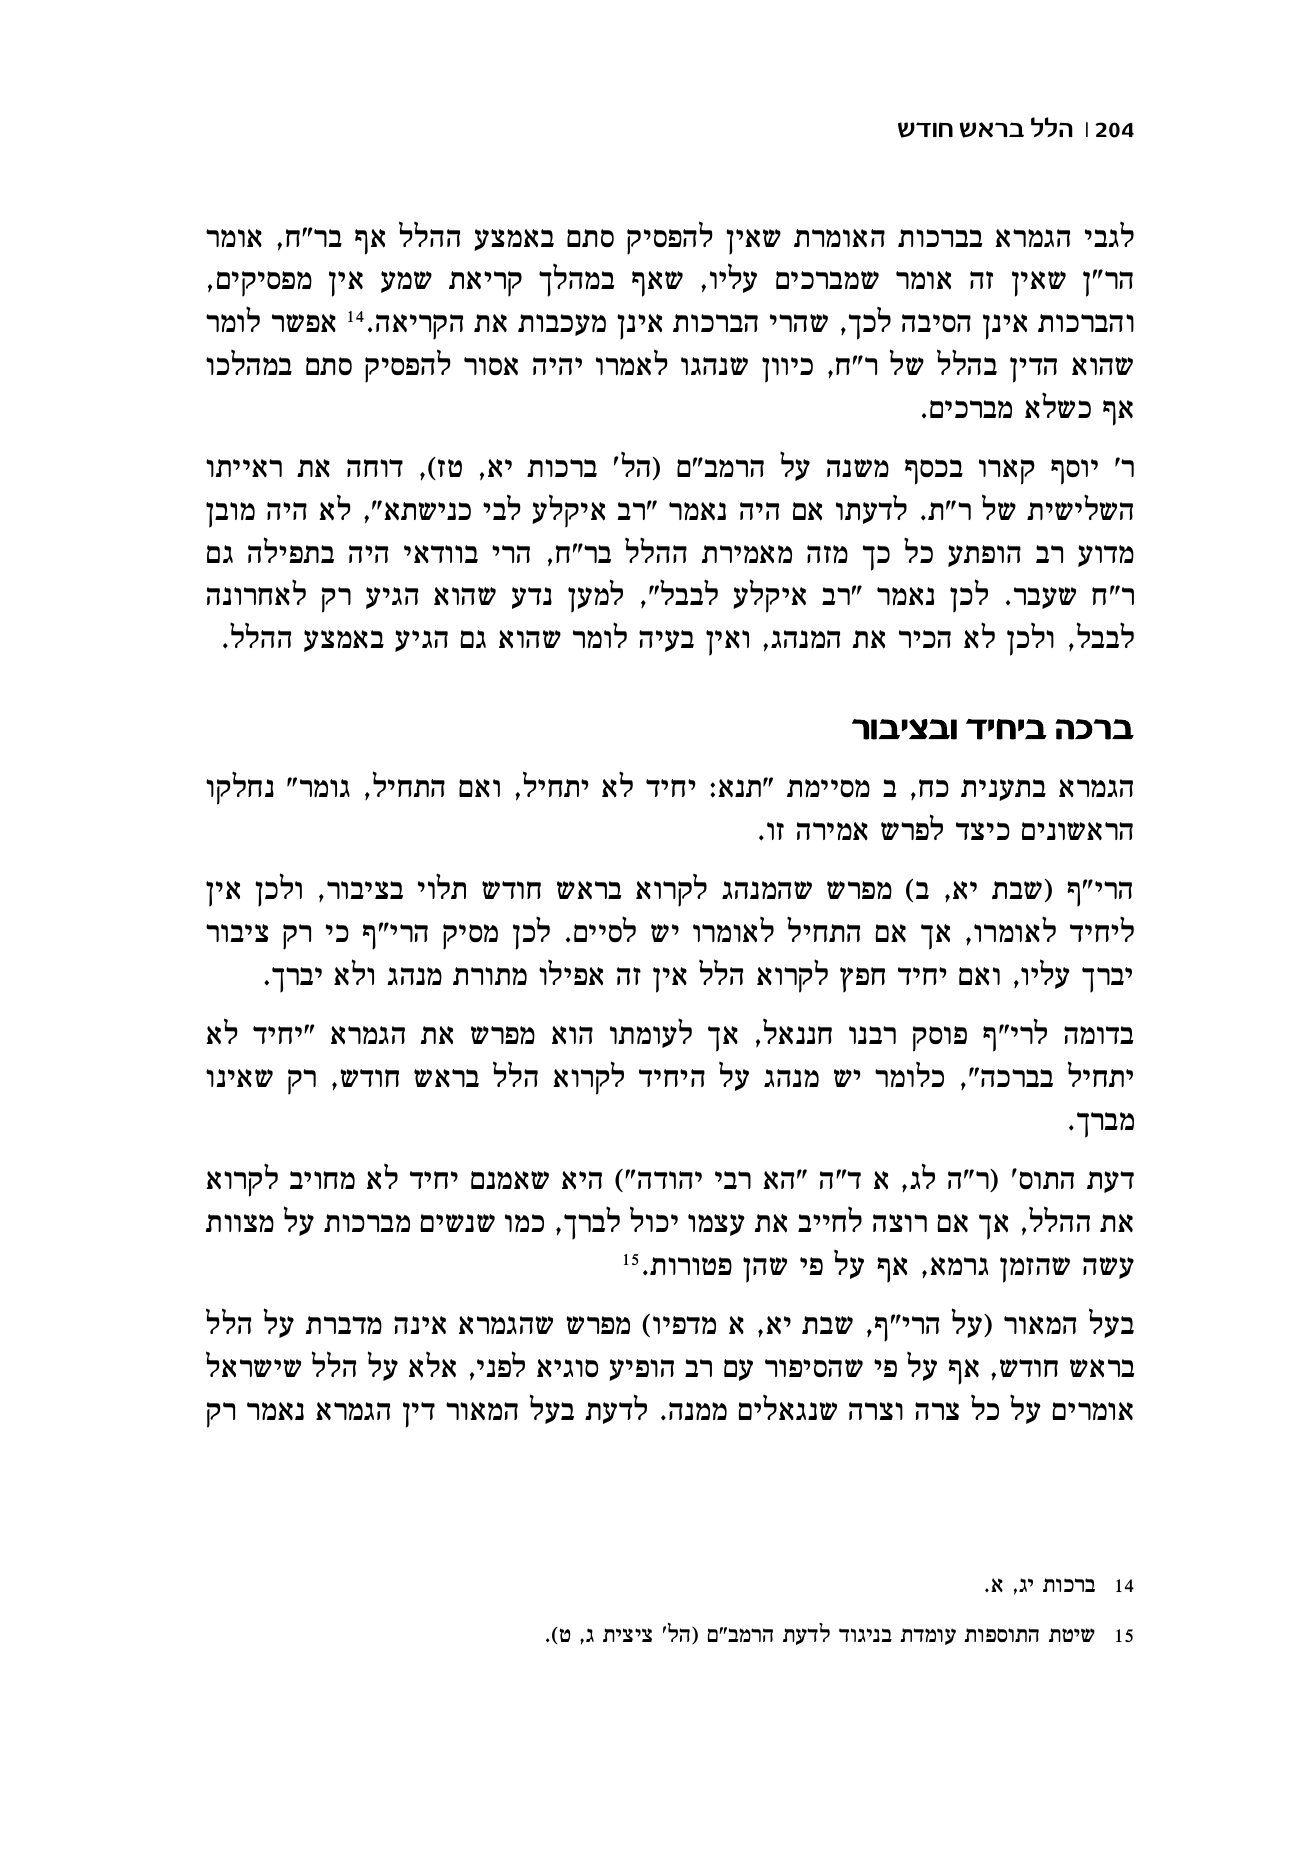 204 | הלל בראש חודש
לגבי הגמרא בברכות האומרת שאין להפסיק סתם באמצע ההלל אף בר"ח, אומר
הר"ן שאין זה אומר שמברכים עליו, שאף במהלך קריאת שמע אין מפסיקים,
והברכות אינן הסיבה לכך, שהרי הברכות אינן מעכבות את הקריאה.14 אפשר לומר
שהוא הדין בהלל של ר"ח, כיוון שנהגו לאמרו יהיה אסור להפסיק סתם במהלכו
אף כשלא מברכים.
ר' יוסף קארו בכסף משנה על הרמב"ם (הל' ברכות יא, טז), דוחה את ראייתו
השלישית של ר"ת. לדעתו אם היה נאמר "רב איקלע לבי כנישתא", לא היה מובן
מדוע רב הופתע כל כך מזה מאמירת ההלל בר"ח, הרי בוודאי היה בתפילה גם
ר"ח שעבר. לכן נאמר "רב איקלע לבבל", למען נדע שהוא הגיע רק לאחרונה
לבבל, ולכן לא הכיר את המנהג, ואין בעיה לומר שהוא גם הגיע באמצע ההלל.
ברכה ביחיד ובציבור
הגמרא בתענית כח, ב מסיימת "תנא: יחיד לא יתחיל, ואם התחיל, גומר" נחלקו
הראשונים כיצד לפרש אמירה זו.
הרי"ף (שבת יא, ב) מפרש שהמנהג לקרוא בראש חודש תלוי בציבור, ולכן אין
ליחיד לאומרו, אך אם התחיל לאומרו יש לסיים. לכן מסיק הרי"ף כי רק ציבור
יברך עליו, ואם יחיד חפץ לקרוא הלל אין זה אפילו מתורת מנהג ולא יברך.
בדומה לרי"ף פוסק רבנו חננאל, אך לעומתו הוא מפרש את הגמרא "יחיד לא
יתחיל בברכה", כלומר יש מנהג על היחיד לקרוא הלל בראש חודש, רק שאינו
מברך.
דעת התוס' (ר"ה לג, א ד"ה "הא רבי יהודה") היא שאמנם יחיד לא מחויב לקרוא
את ההלל, אך אם רוצה לחייב את עצמו יכול לברך, כמו שנשים מברכות על מצוות
עשה שהזמן גרמא, אף על פי שהן פטורות.15
בעל המאור (על הרי"ף, שבת יא, א מדפיו) מפרש שהגמרא אינה מדברת על הלל
בראש חודש, אף על פי שהסיפור עם רב הופיע סוגיא לפני, אלא על הלל שישראל
אומרים על כל צרה וצרה שנגאלים ממנה. לדעת בעל המאור דין הגמרא נאמר רק
14 ברכות יג, א.
15 שיטת התוספות עומדת בניגוד לדעת הרמב"ם (הל' ציצית ג, ט).